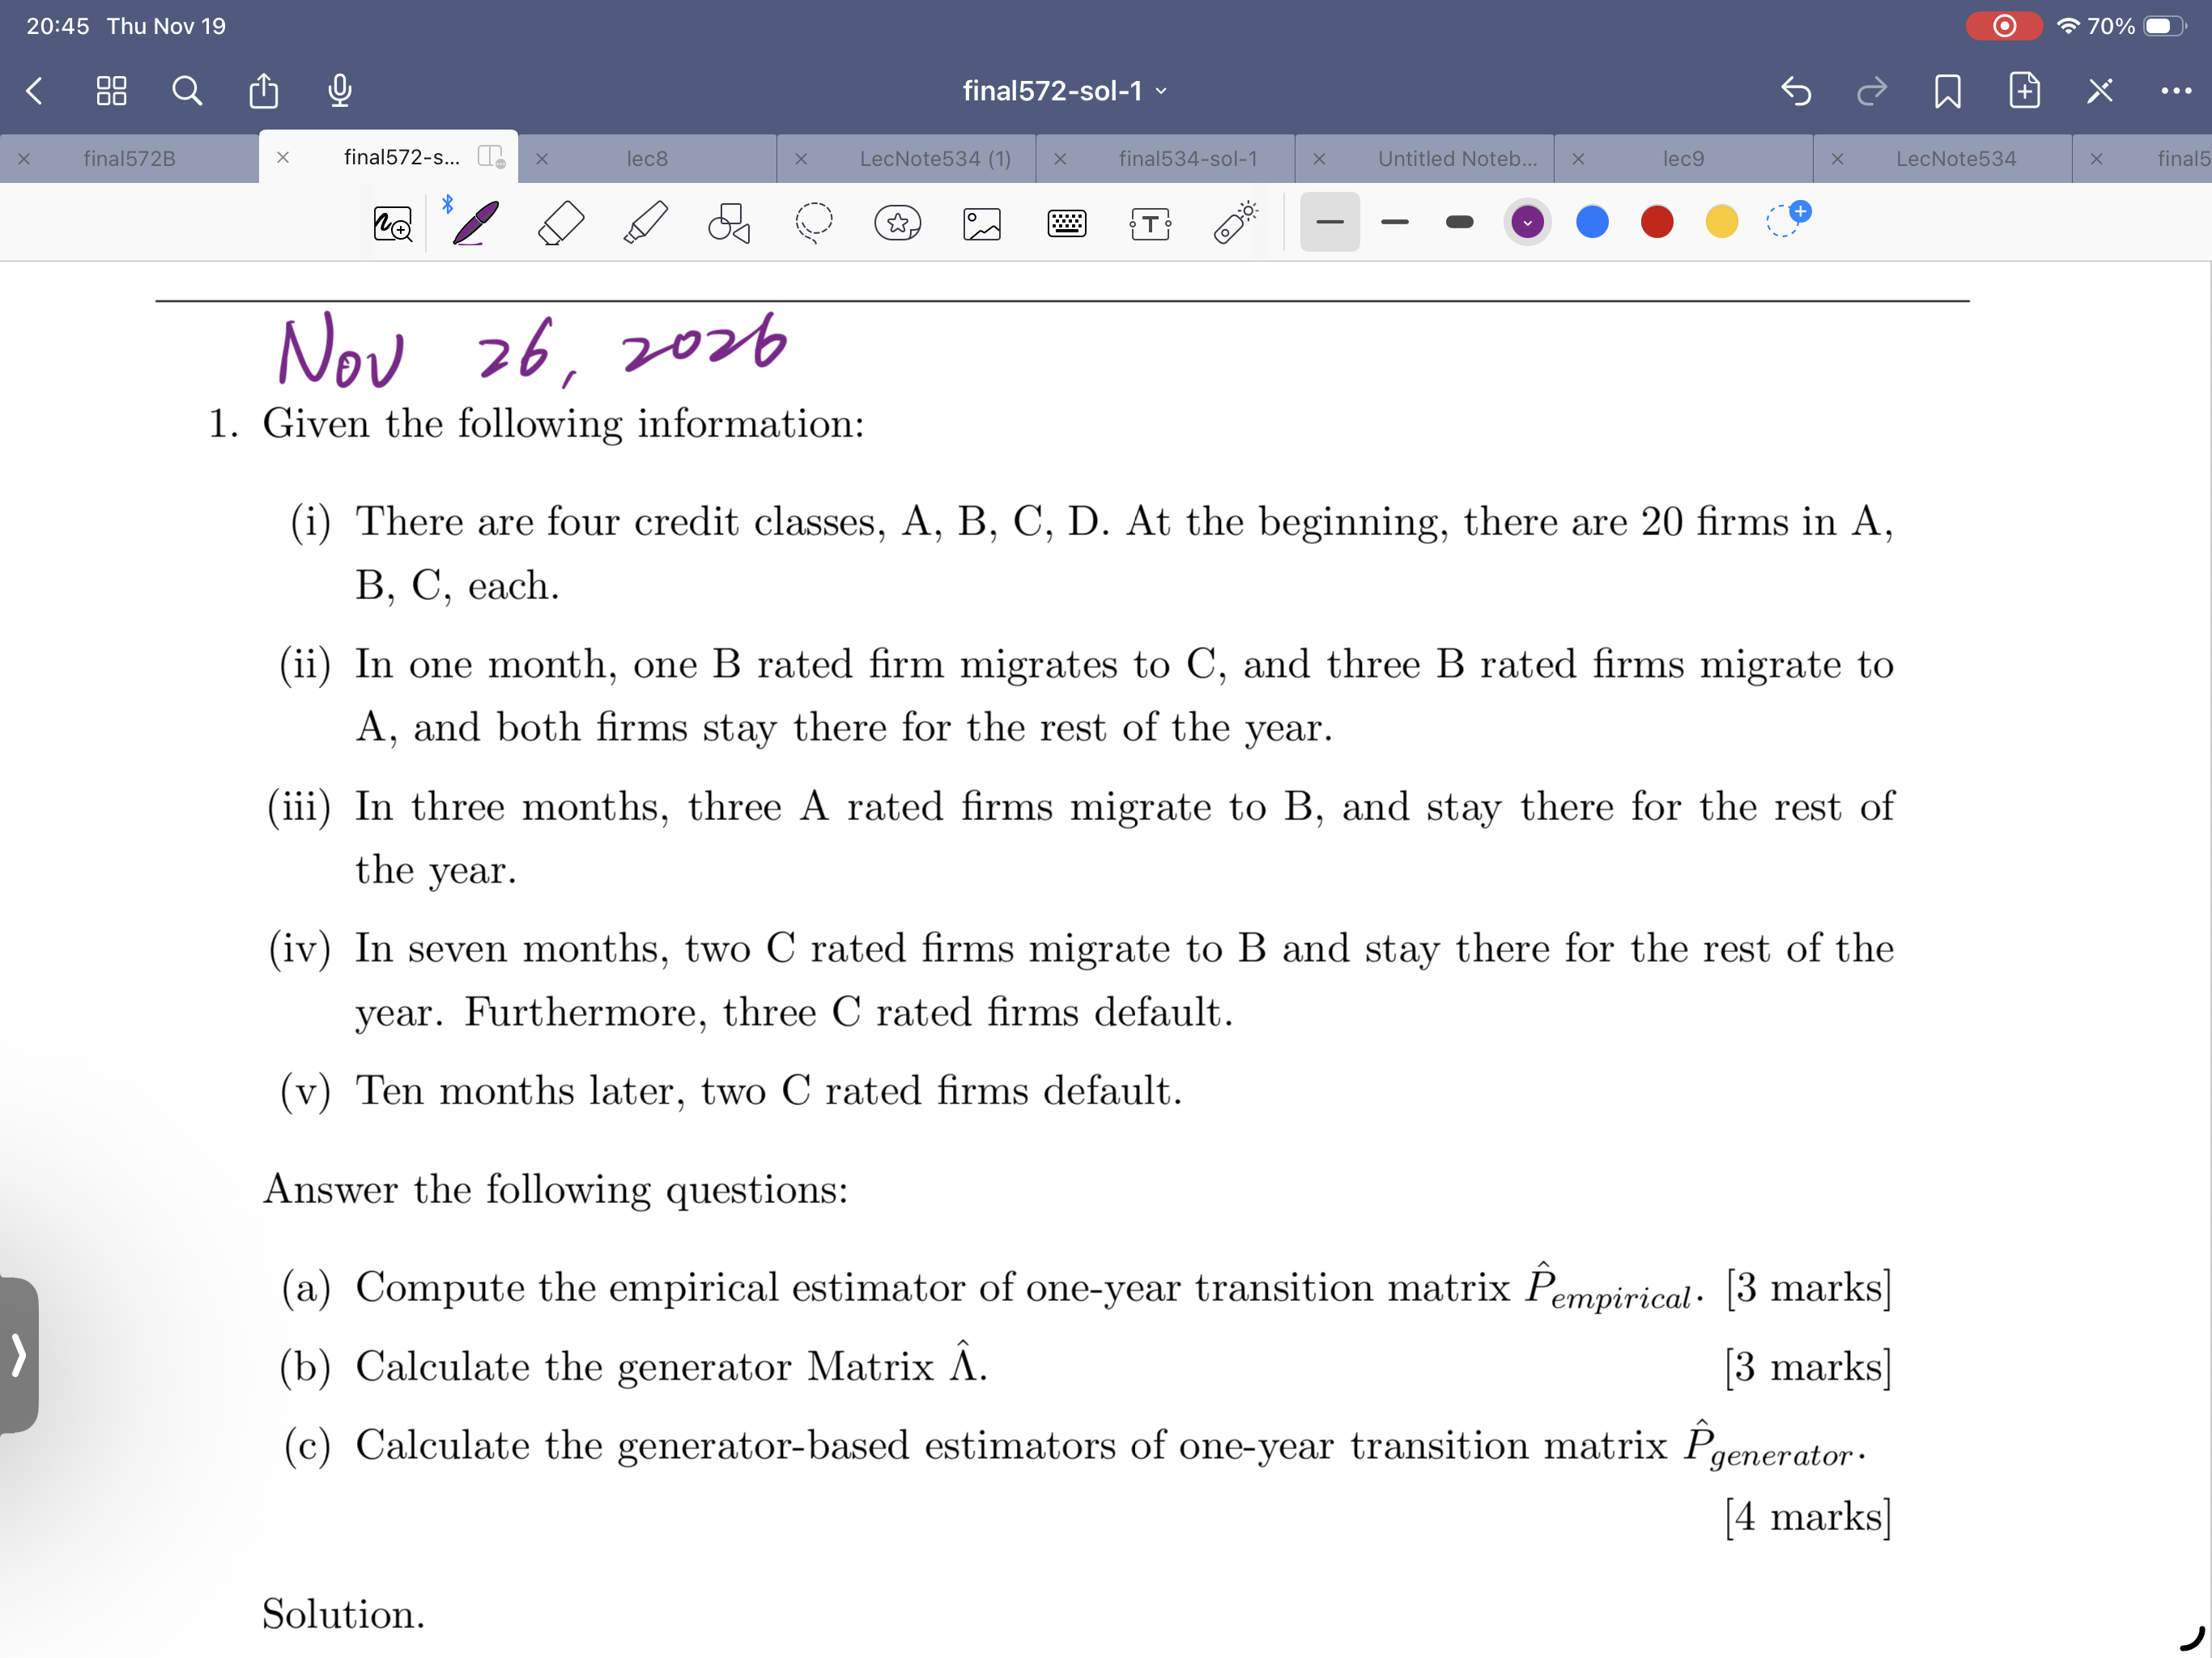 20:45 Thu Nov 19
70%
final572-sol-1
final572B
final572-s...
lec8
LecNote534 (1)
final534-sol-1
Untitled Noteb...
lec9
LecNote534
final5
T
Nov 26, 2026
1. Given the following information:
(i) There are four credit classes, A, B, C, D. At the beginning, there are 20 firms in A,
B, C, each.
(ii) In one month, one B rated firm migrates to C, and three B rated firms migrate to
A, and both firms stay there for the rest of the year.
(iii) In three months, three A rated firms migrate to B, and stay there for the rest of
the year.
(iv) In seven months, two C rated firms migrate to B and stay there for the rest of the
year. Furthermore, three C rated firms default.
(v) Ten months later, two C rated firms default.
Answer the following questions:
(a) Compute the empirical estimator of one-year transition matrix P̂_empirical. [3 marks]
(b) Calculate the generator Matrix Λ̂. [3 marks]
(c) Calculate the generator-based estimators of one-year transition matrix P̂_generator.
[4 marks]
Solution.